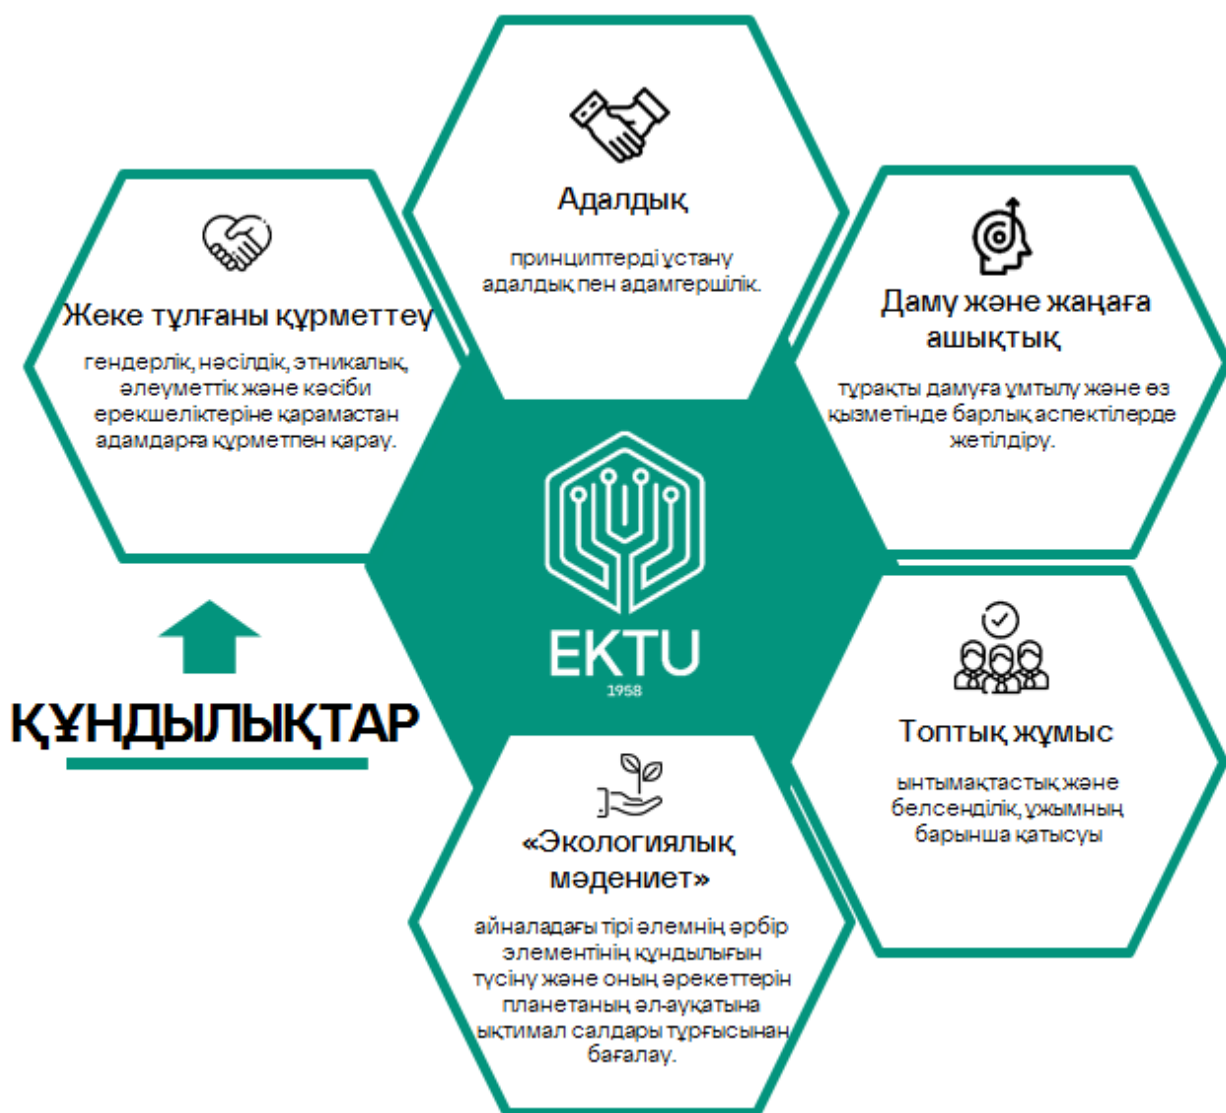 Адалдық
принциптерді ұстану
адалдық пен адамгершілік.
Жеке тұлғаны құрметтеу
гендерлік, нәсілдік, этникалық,
әлеуметтік және кәсіби
ерекшеліктеріне қарамастан
адамдарға құрметпен қарау.
Даму және жаңаға
ашықтық
тұрақты дамуға ұмтылу және өз
қызметінде барлық аспектілерде
жетілдіру.
EKTU
1958
ҚҰНДЫЛЫҚТАР
Топтық жұмыс
ынтымақтастық және
белсенділік, ұжымның
барынша қатысуы
«Экологиялық
мәдениет»
айналадағы тірі әлемнің әрбір
элементінің құндылығын
түсіну және оның әрекеттерін
планетаның әл-ауқатына
ықтимал салдары тұрғысынан
бағалау.